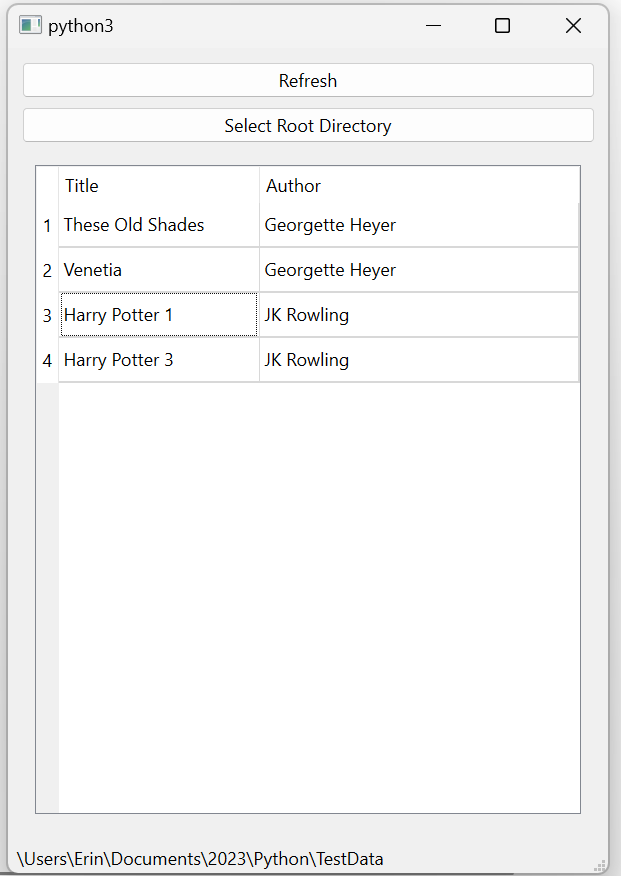 python3
Refresh
Select Root Directory
Title Author
1 These Old Shades Georgette Heyer
2 Venetia Georgette Heyer
3 Harry Potter 1 JK Rowling
4 Harry Potter 3 JK Rowling
\Users\Erin\Documents\2023\Python\TestData